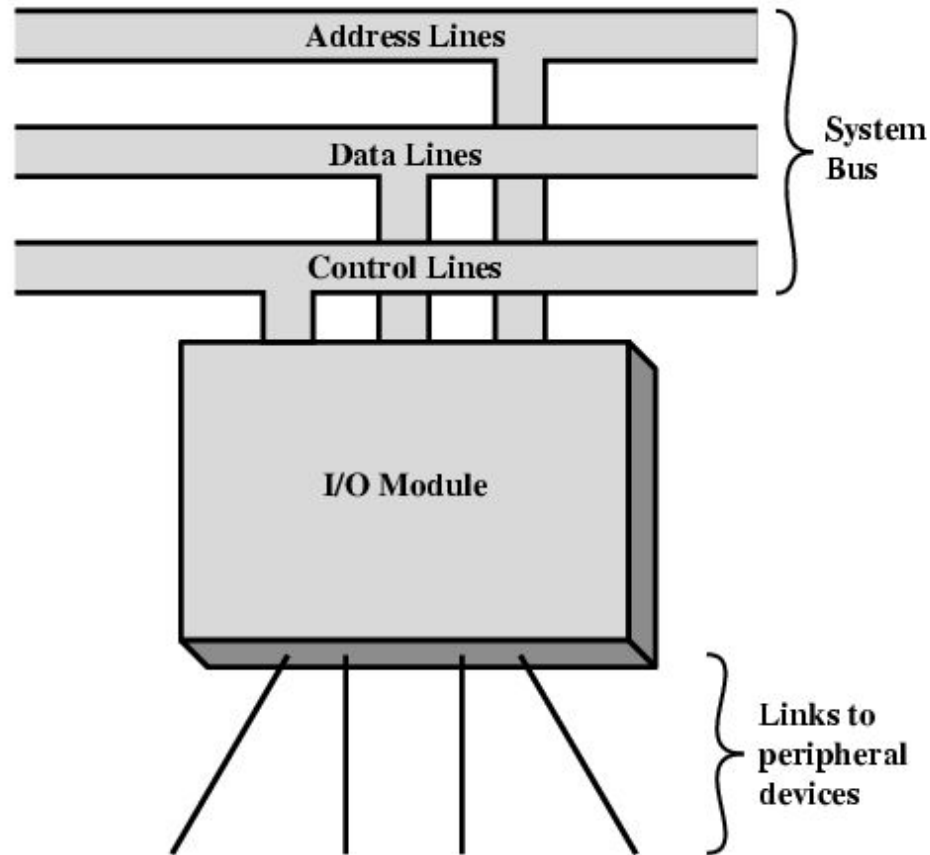 Address Lines
Data Lines
Control Lines
System
Bus
I/O Module
Links to
peripheral
devices